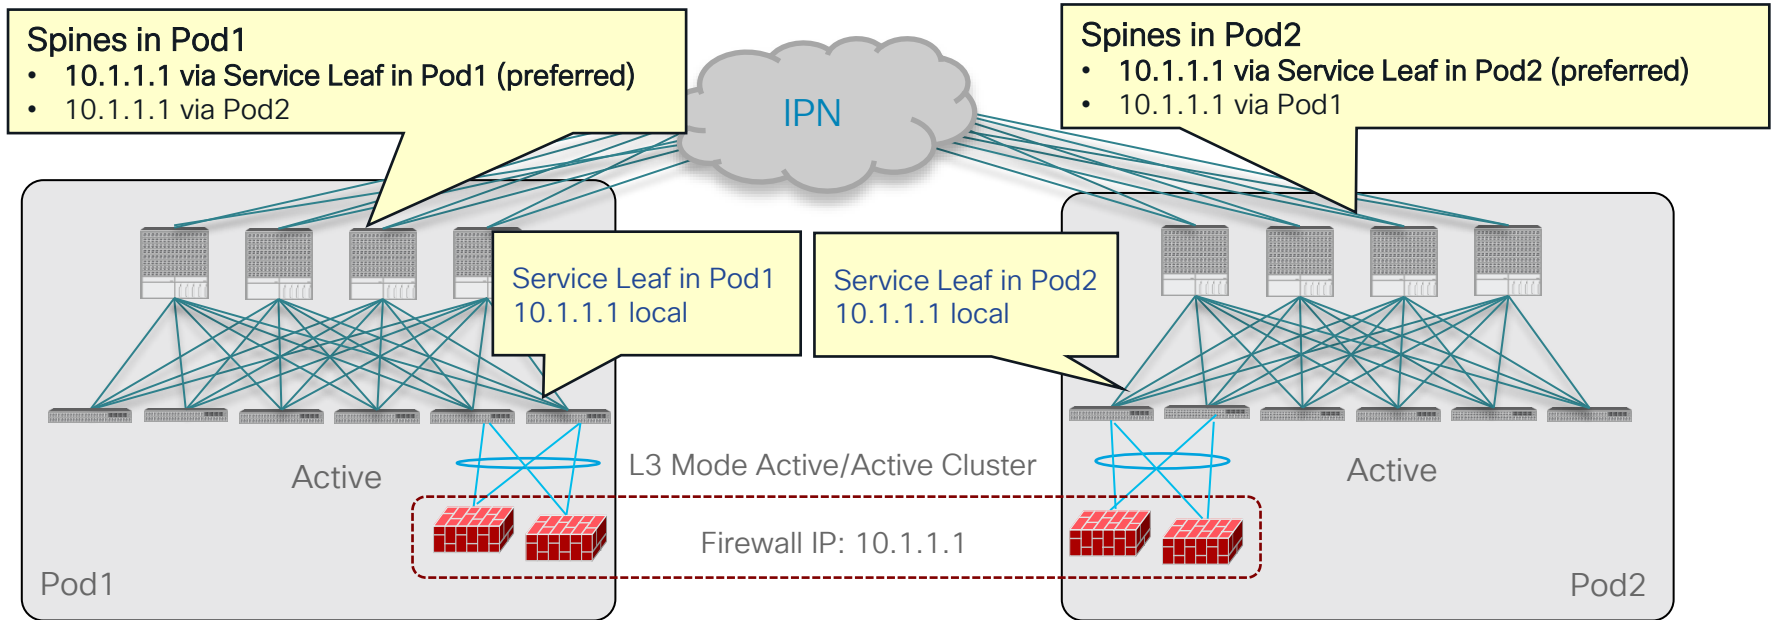 Spines in Pod1
• 10.1.1.1 via Service Leaf in Pod1 (preferred)
• 10.1.1.1 via Pod2
IPN
Spines in Pod2
• 10.1.1.1 via Service Leaf in Pod2 (preferred)
• 10.1.1.1 via Pod1
Service Leaf in Pod1
10.1.1.1 local
Service Leaf in Pod2
10.1.1.1 local
Active
L3 Mode Active/Active Cluster
Active
Firewall IP: 10.1.1.1
Pod1
Pod2